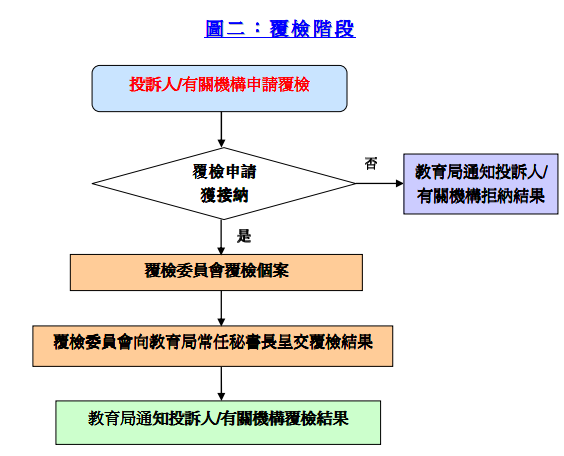 圖二：覆檢階段
投訴人/有關機構申請覆檢
覆檢申請
獲接納
否
教育局通知投訴人/
有關機構拒納結果
是
覆檢委員會覆檢個案
覆檢委員會向教育局常任秘書長呈交覆檢結果
教育局通知投訴人/有關機構覆檢結果